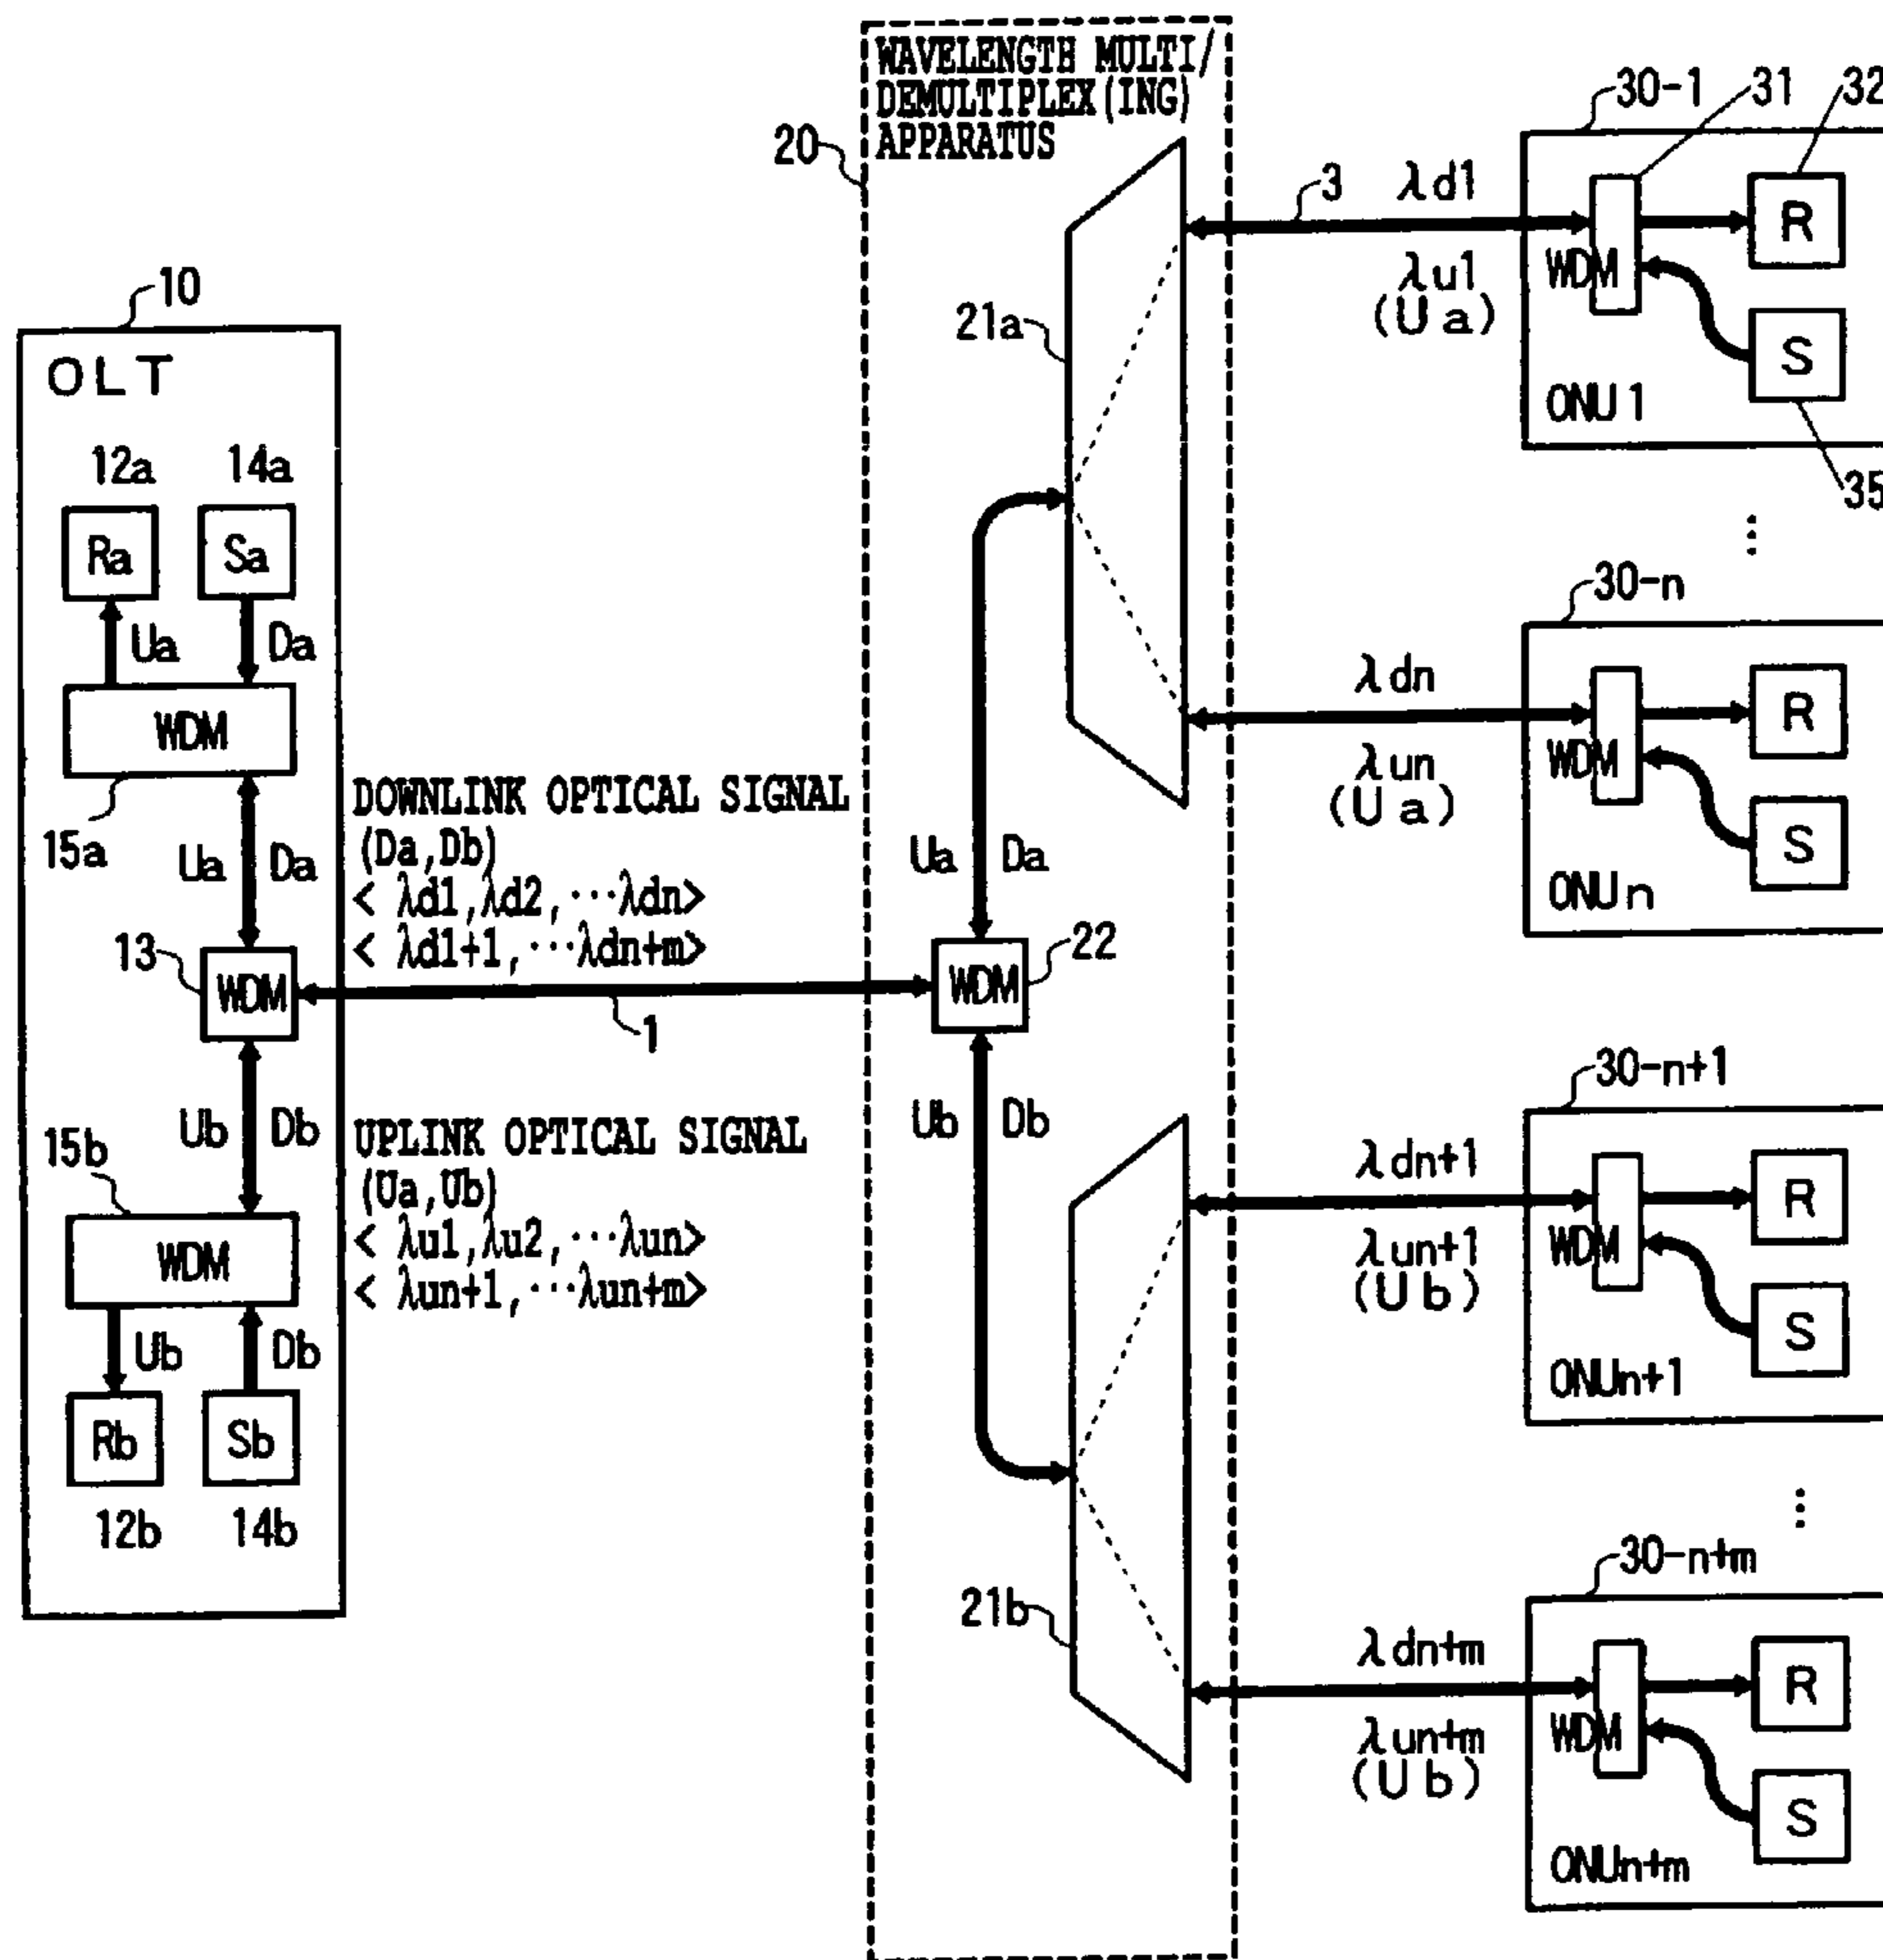 WAVELENGTH MULTI/
DEMULTIPLEX(ING)
APPARATUS
20
30-1
31
32
3
λd1
λu1
(Ua)
WDM
R
S
ONU1
35
21a
⋮
10
OLT
12a
14a
Ra
Sa
Ua
Da
WDM
15a
Ua
Da
DOWNLINK OPTICAL SIGNAL
(Da,Db)
< λd1,λd2,···λdn>
< λd1+1,···λdn+m>
13
WDM
1
Ub
Db
UPLINK OPTICAL SIGNAL
(Ua,Ub)
< λu1,λu2,···λun>
< λun+1,···λun+m>
15b
WDM
Ub
Db
Rb
Sb
12b
14b
Ua
Da
WDM
22
Ub
Db
21b
30-n
λdn
λun
(Ua)
WDM
R
S
ONUn
30-n+1
λdn+1
λun+1
(Ub)
WDM
R
S
ONUn+1
⋮
30-n+m
λdn+m
λun+m
(Ub)
WDM
R
S
ONUn+m